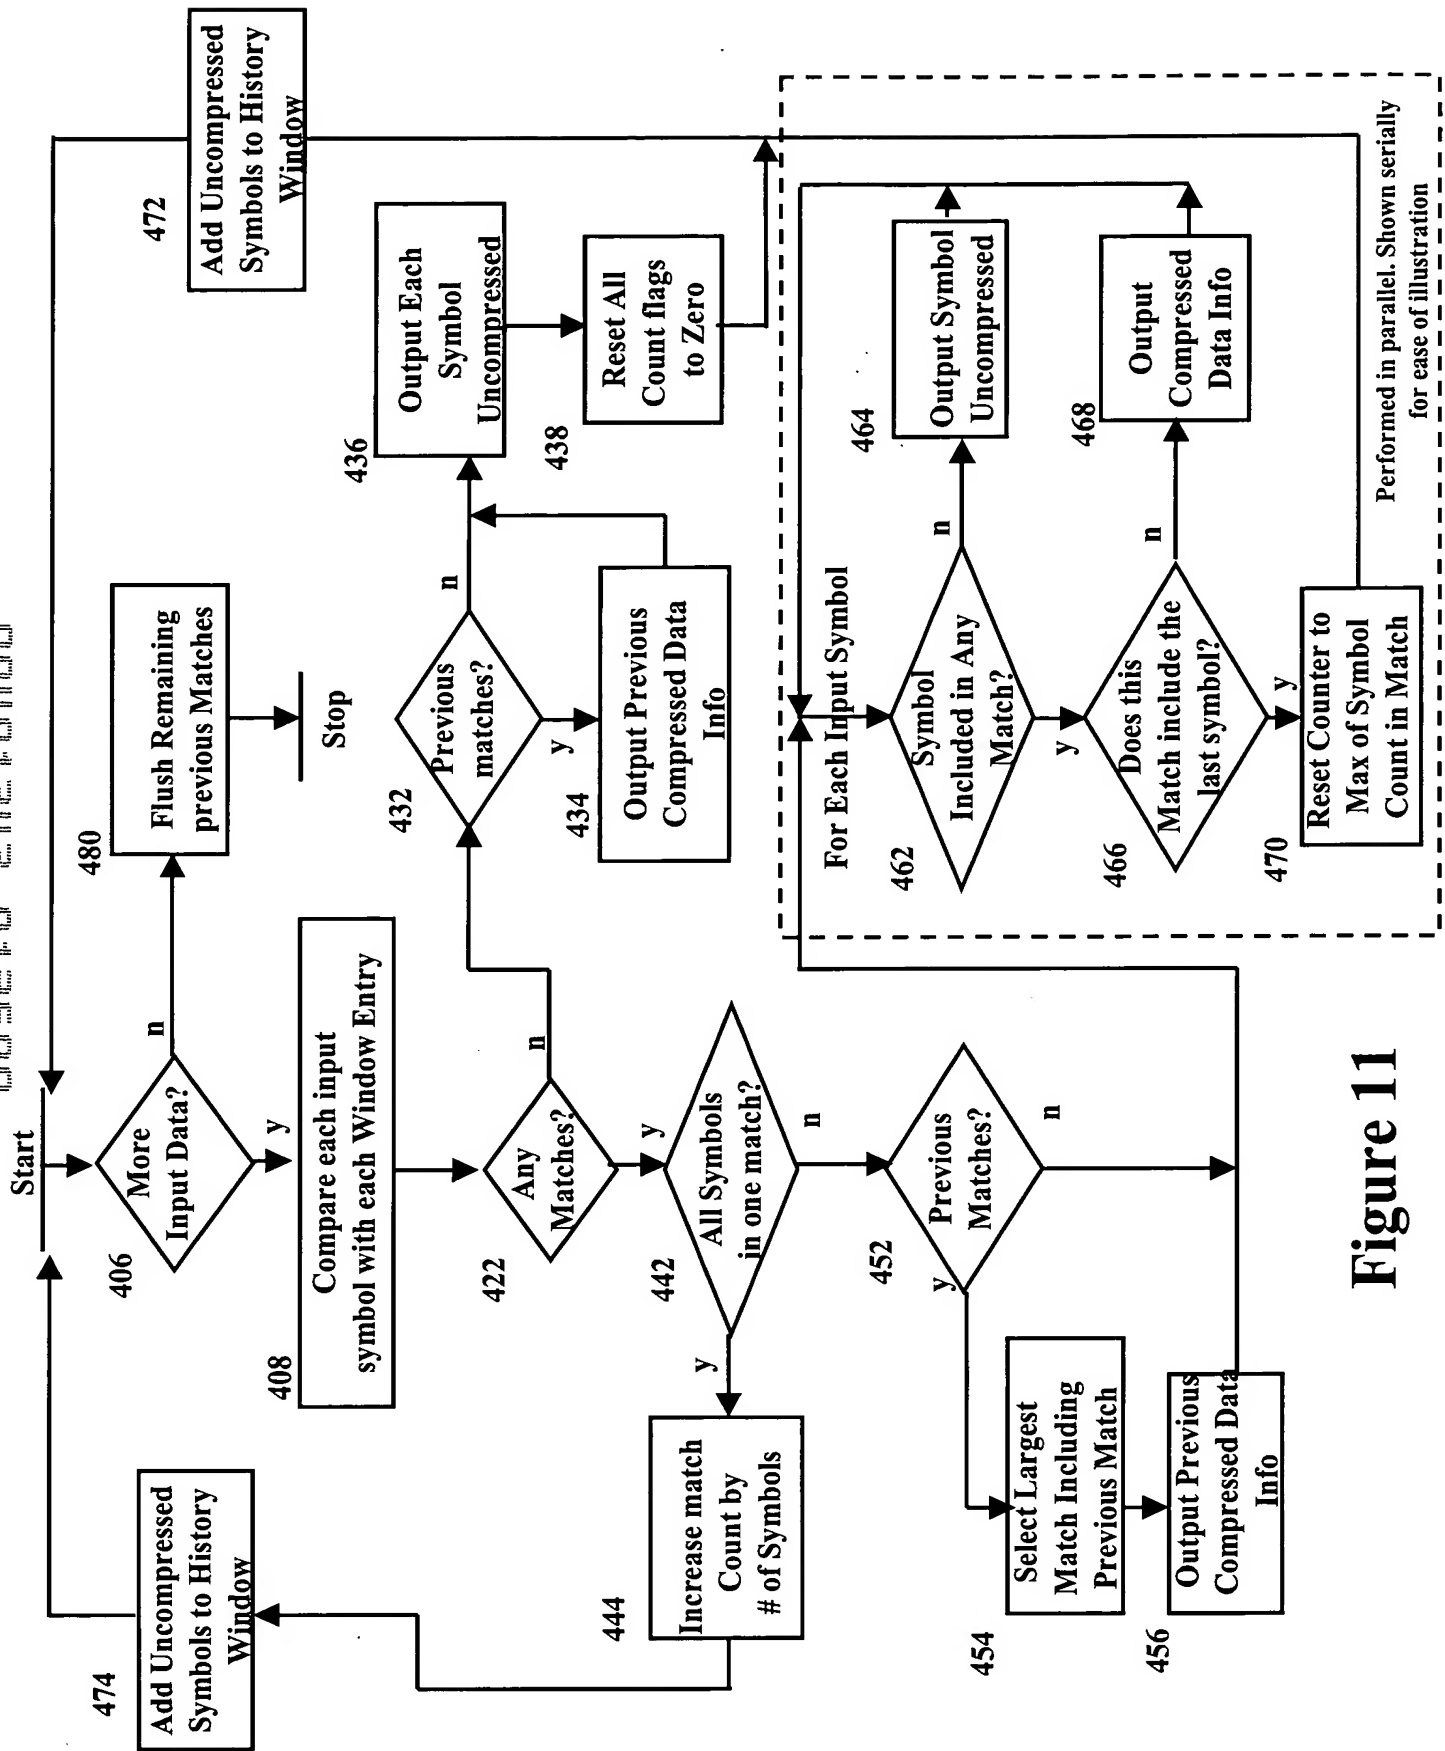 Start
More
Input Data?
406
n
y
480
Flush Remaining
previous Matches
Stop
472
Add Uncompressed
Symbols to History
Window
474
Add Uncompressed
Symbols to History
Window
408
Compare each input
symbol with each Window Entry
422
Any
Matches?
n
y
432
Previous
matches?
n
y
434
Output Previous
Compressed Data
Info
436
Output Each
Symbol
Uncompressed
438
Reset All
Count flags
to Zero
442
All Symbols
in one match?
y
n
444
Increase match
Count by
# of Symbols
452
Previous
Matches?
y
n
454
Select Largest
Match Including
Previous Match
456
Output Previous
Compressed Data
Info
For Each Input Symbol
462
Symbol
Included in Any
Match?
n
y
464
Output Symbol
Uncompressed
466
Does this
Match include the
last symbol?
n
y
468
Output
Compressed
Data Info
470
Reset Counter to
Max of Symbol
Count in Match
Performed in parallel. Shown serially
for ease of illustration
Figure 11